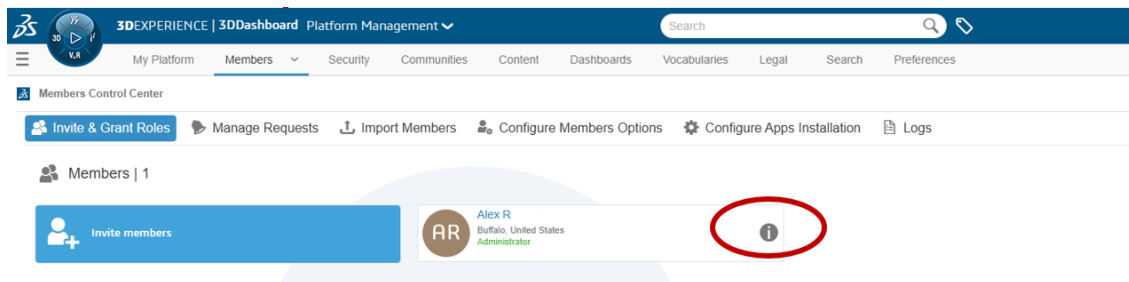 3DEXPERIENCE | 3DDashboard Platform Management
Search
3D
V.R
My Platform Members Security Communities Content Dashboards Vocabularies Legal Search Preferences
Members Control Center
Invite & Grant Roles Manage Requests Import Members Configure Members Options Configure Apps Installation Logs
Members | 1
Invite members
AR
Alex R
Buffalo, United States
Administrator